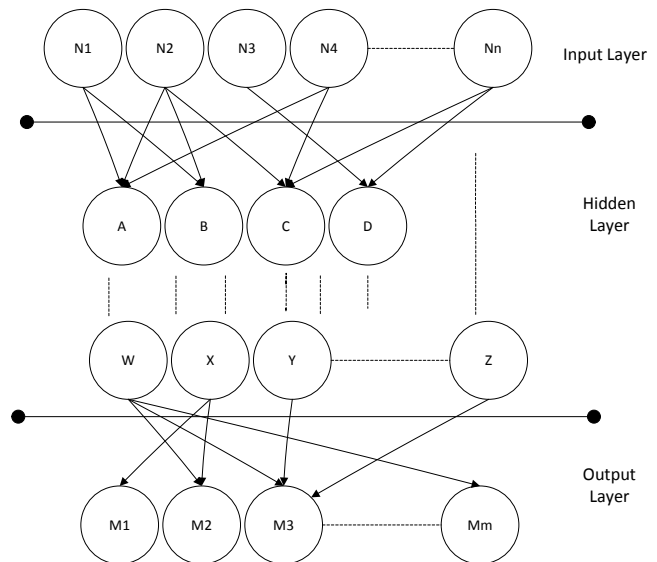 N1 N2 N3 N4 Nn
Input Layer
A B C D
Hidden
Layer
W X Y Z
M1 M2 M3 Mm
Output
Layer